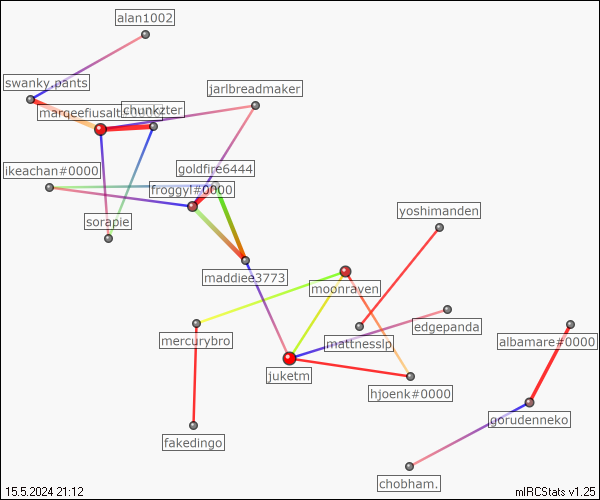 alan1002
swanky.pants
jarlbreadmaker
chunkzter
ikeachan#0000
goldfire6444
froggyl#0000
sorapie
yoshimanden
maddiee3773
moonraven
edgepanda
mercurybro
mattnesslp
albamare#0000
juketm
hjoenk#0000
gorudenneko
fakedingo
chobham.
15.5.2024 21:12
mIRCStats v1.25